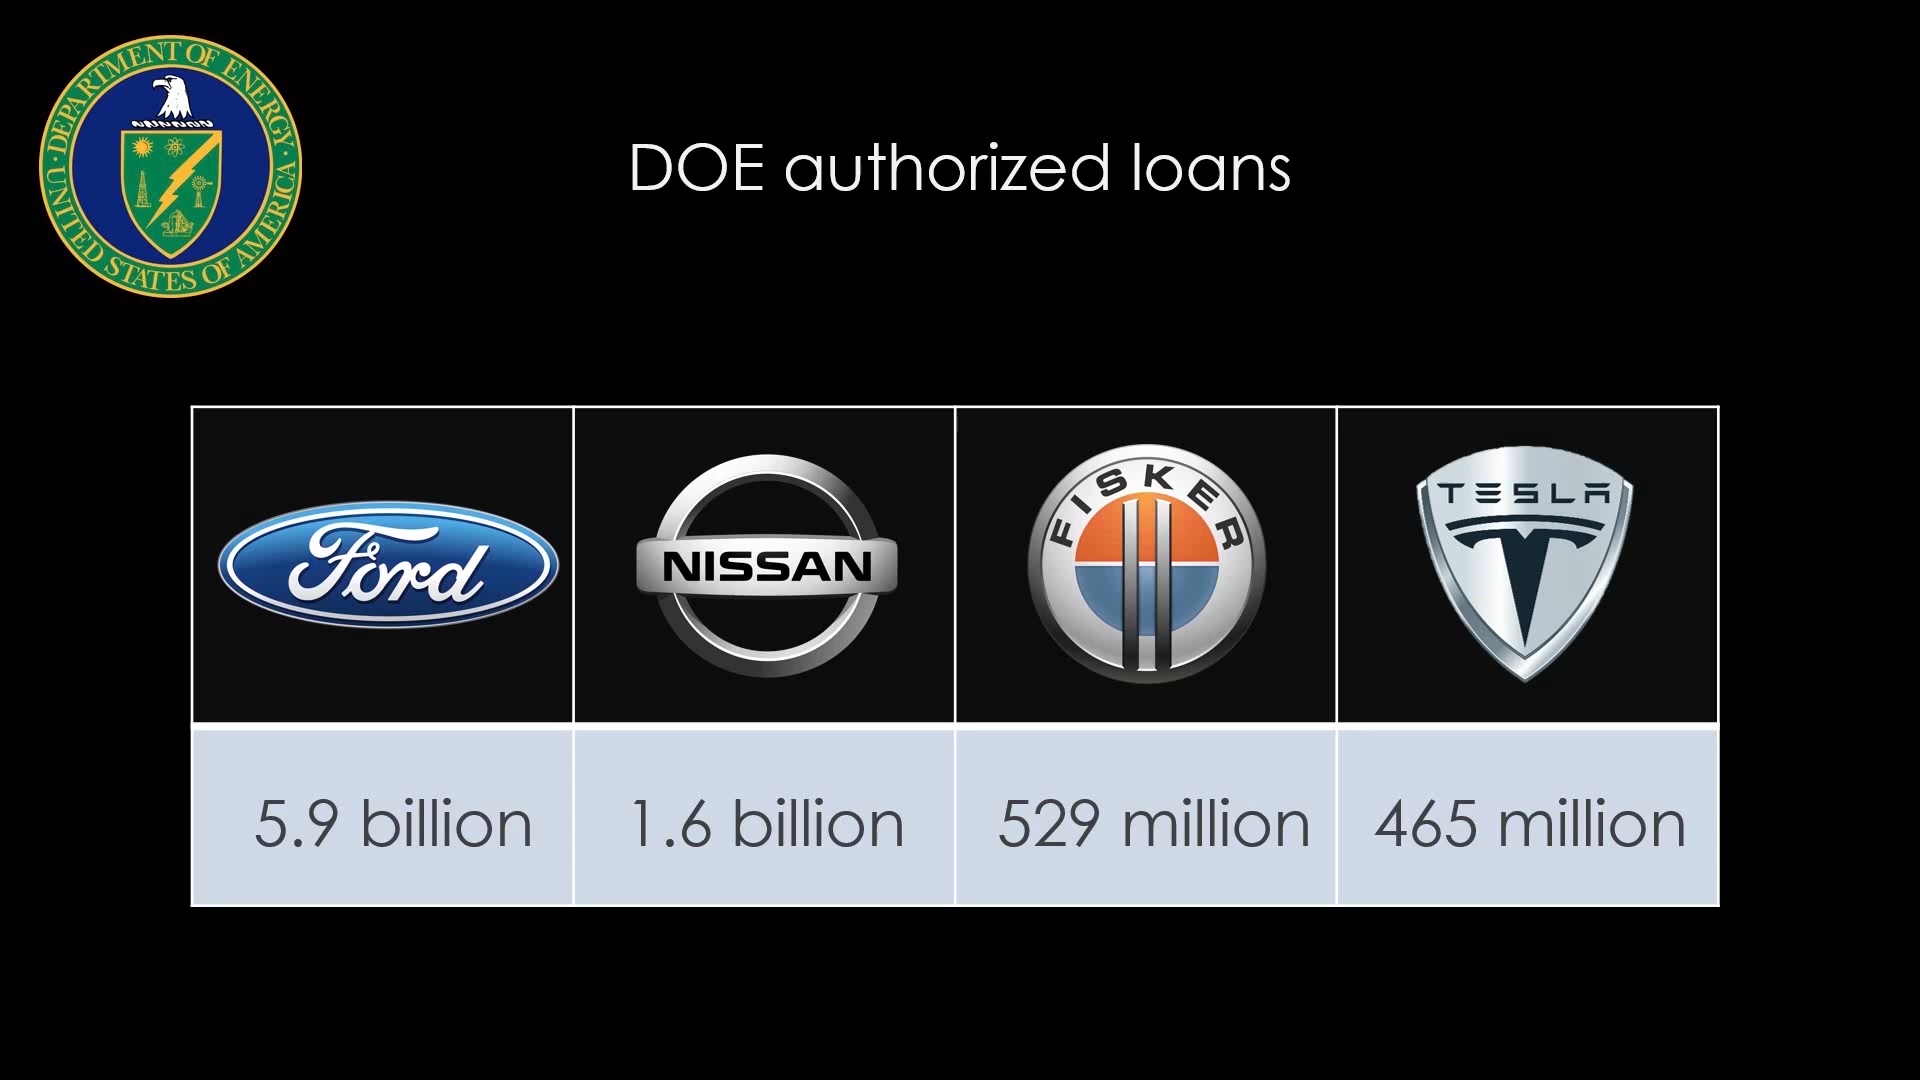 DEPARTMENT OF ENERGY
UNITED STATES OF AMERICA
DOE authorized loans
Ford
NISSAN
FISKER
TESLA
5.9 billion
1.6 billion
529 million
465 million